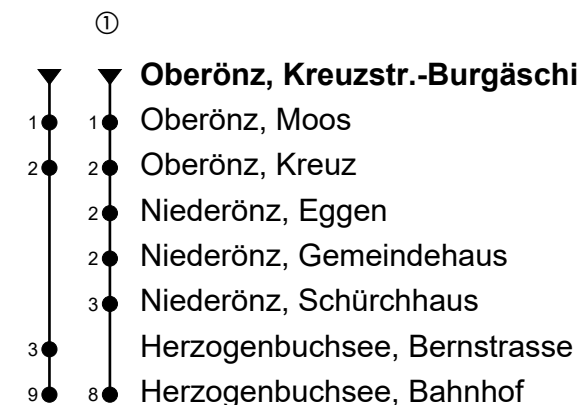 ①
Oberönz, Kreuzstr.-Burgäschi
1 1 Oberönz, Moos
2 2 Oberönz, Kreuz
2 Niederönz, Eggen
2 Niederönz, Gemeindehaus
3 Niederönz, Schürchhaus
3 Herzogenbuchsee, Bernstrasse
9 8 Herzogenbuchsee, Bahnhof